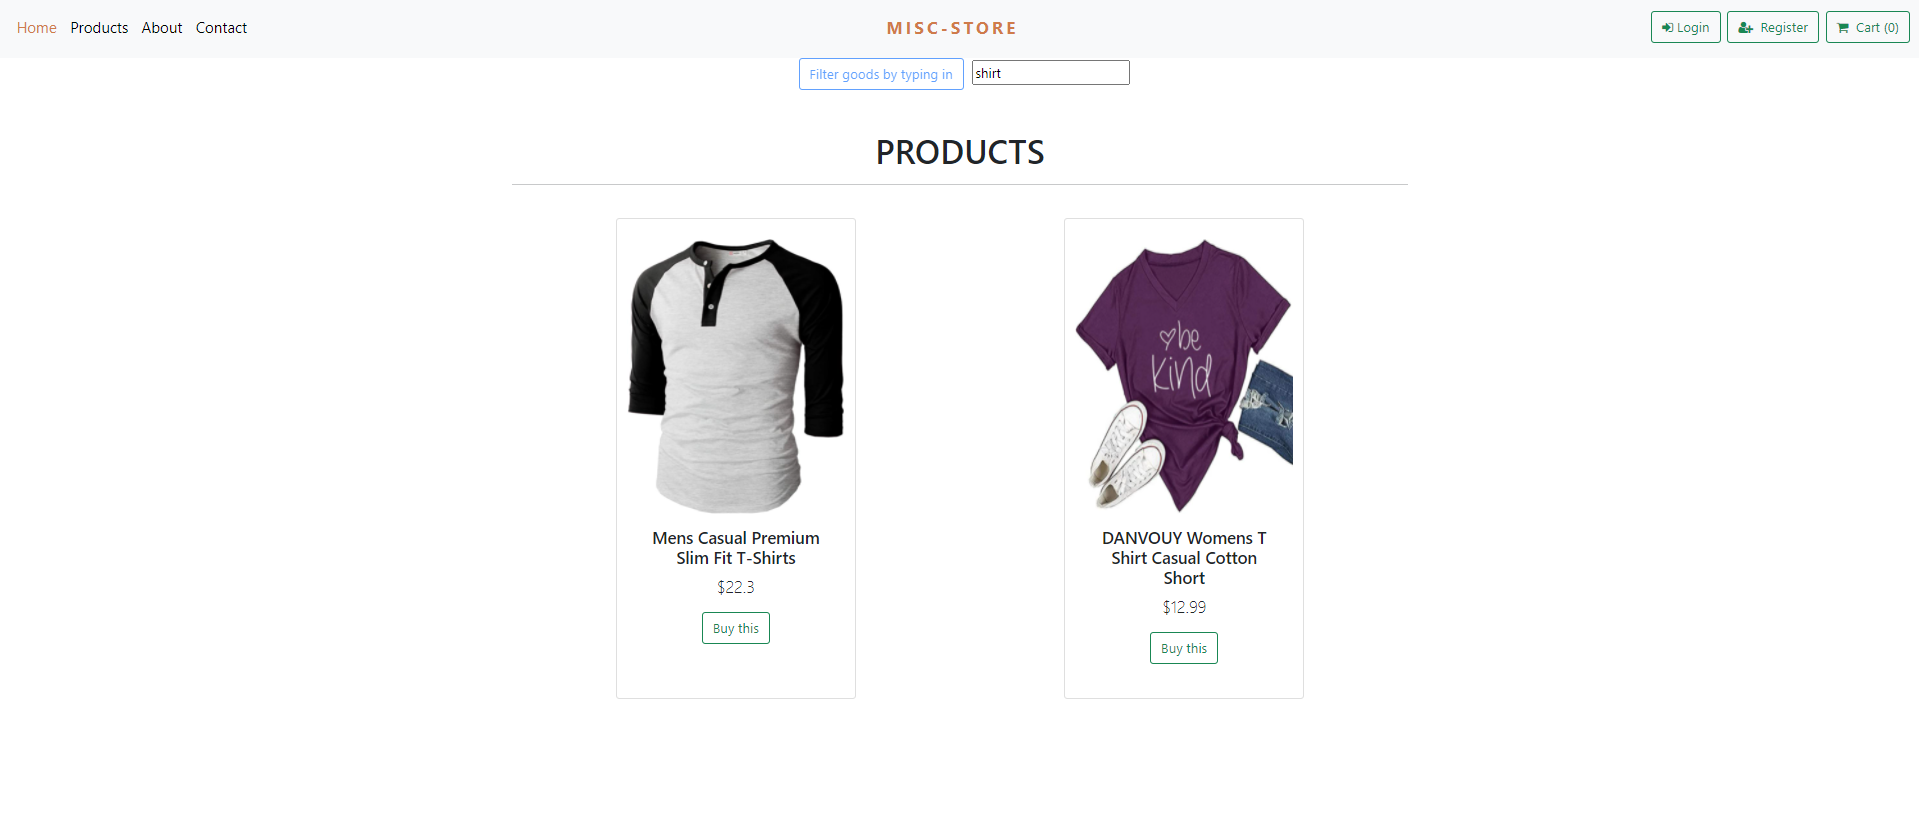 Home Products About Contact MISC-STORE Login Register Cart (0)
Filter goods by typing in shirt
PRODUCTS
be
kind
Mens Casual Premium
Slim Fit T-Shirts
$22.3
Buy this
DANVOUY Womens T
Shirt Casual Cotton
Short
$12.99
Buy this